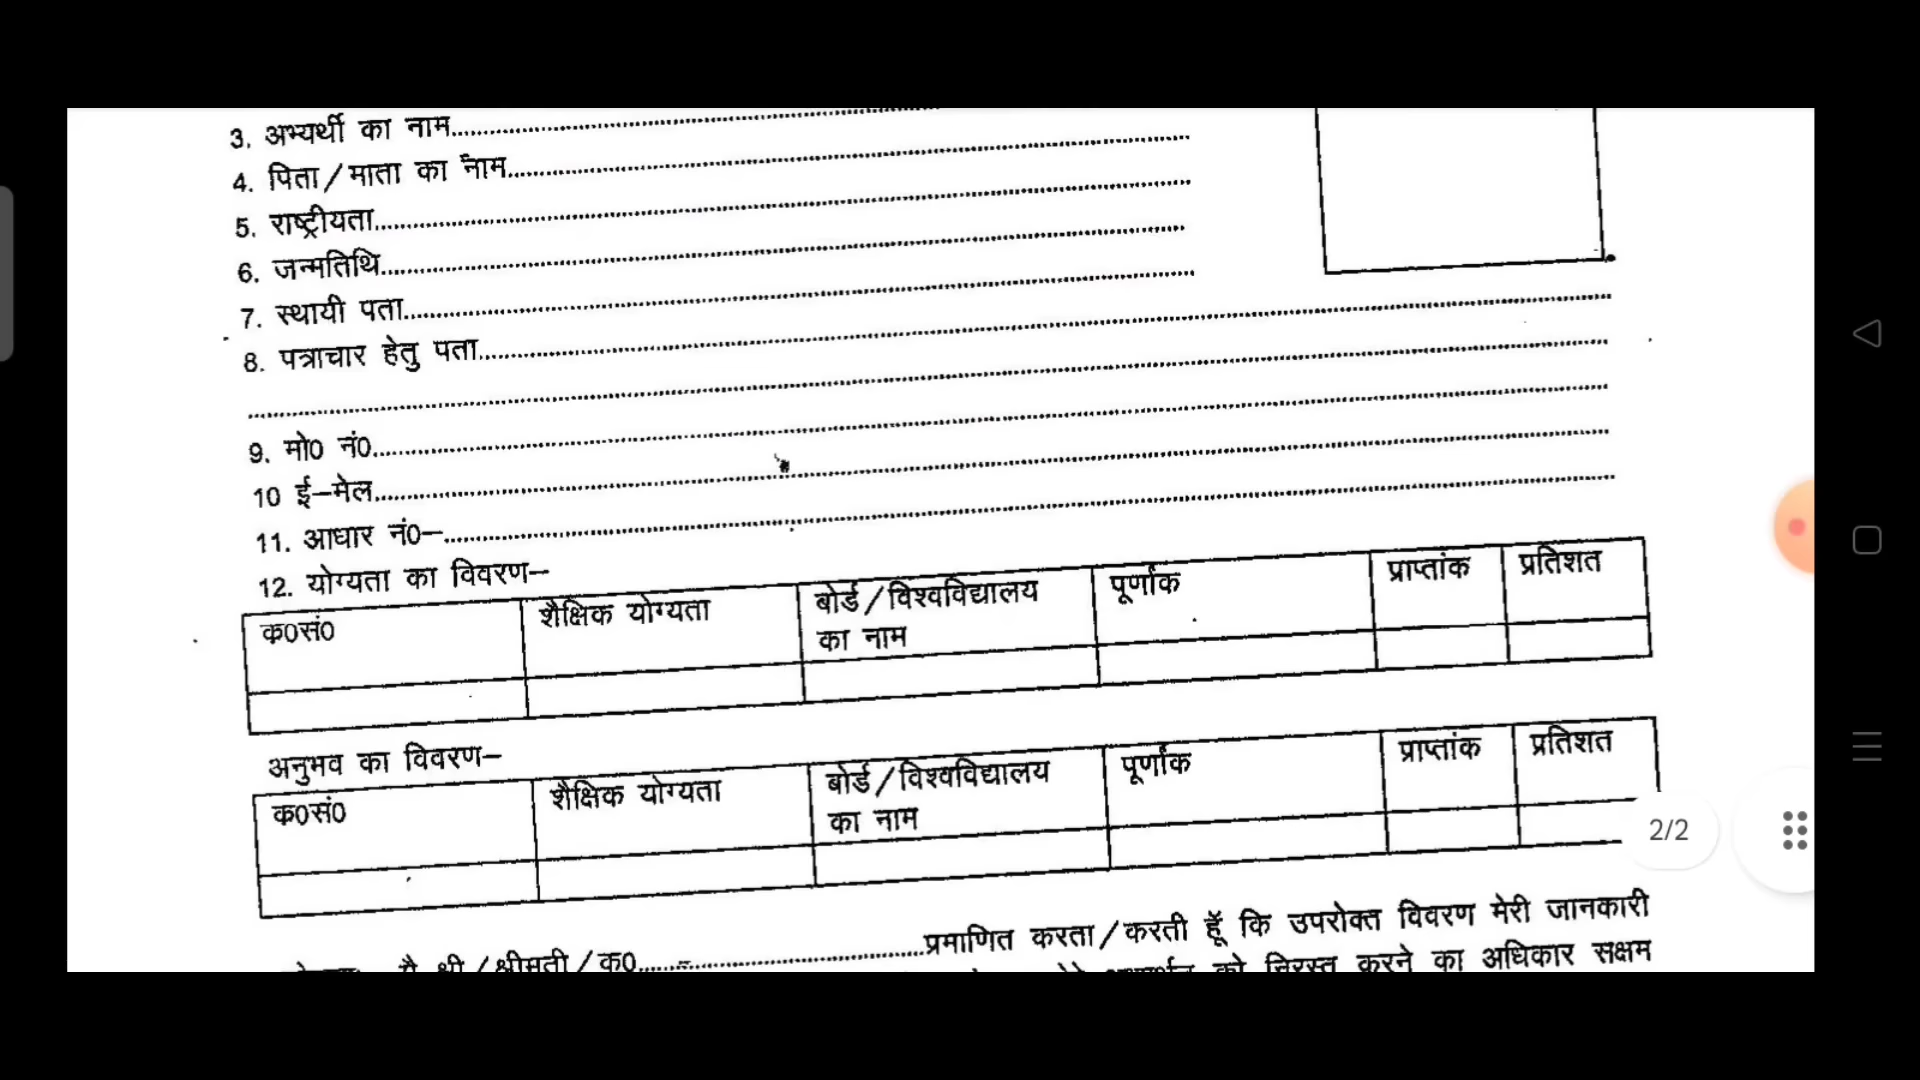 3. अभ्यर्थी का नाम
4. पिता/माता का नाम
5. राष्ट्रीयता
6. जन्मतिथि
7. स्थायी पता
8. पत्राचार हेतु पता
9. मो0 नं0
10 ई–मेल
11. आधार नं0–
12. योग्यता का विवरण–
क0सं0 शैक्षिक योग्यता बोर्ड/विश्वविद्यालय का नाम पूर्णांक प्राप्तांक प्रतिशत
अनुभव का विवरण–
क0सं0 शैक्षिक योग्यता बोर्ड/विश्वविद्यालय का नाम पूर्णांक प्राप्तांक प्रतिशत
2/2
मै श्री/श्रीमती/क0 प्रमाणित करता/करती हूँ कि उपरोक्त विवरण मेरी जानकारी
को निरस्त करने का अधिकार सक्षम